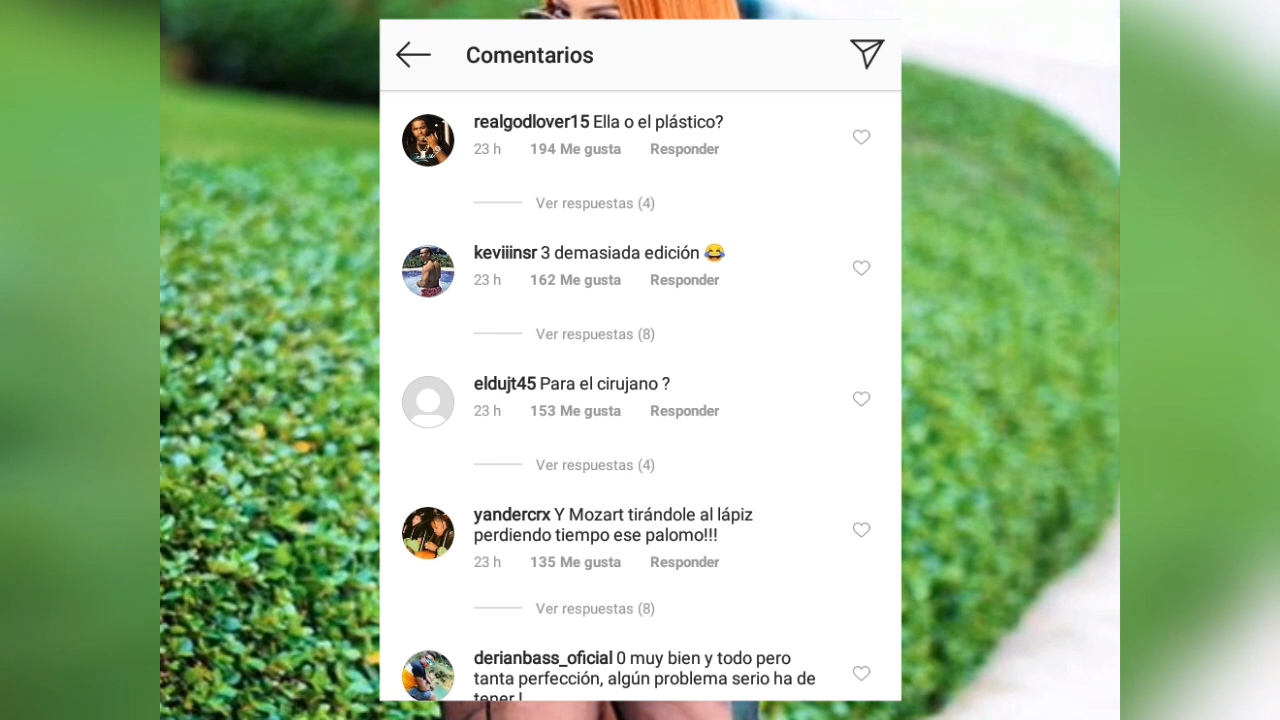 Comentarios
realgodlover15 Ella o el plástico?
23 h 194 Me gusta Responder
Ver respuestas (4)
keviiinsr 3 demasiada edición 😂
23 h 162 Me gusta Responder
Ver respuestas (8)
eldujt45 Para el cirujano ?
23 h 153 Me gusta Responder
Ver respuestas (4)
yandercrx Y Mozart tirándole al lápiz
perdiendo tiempo ese palomo!!!
23 h 135 Me gusta Responder
Ver respuestas (8)
derianbass_oficial 0 muy bien y todo pero
tanta perfección, algún problema serio ha de
tener !